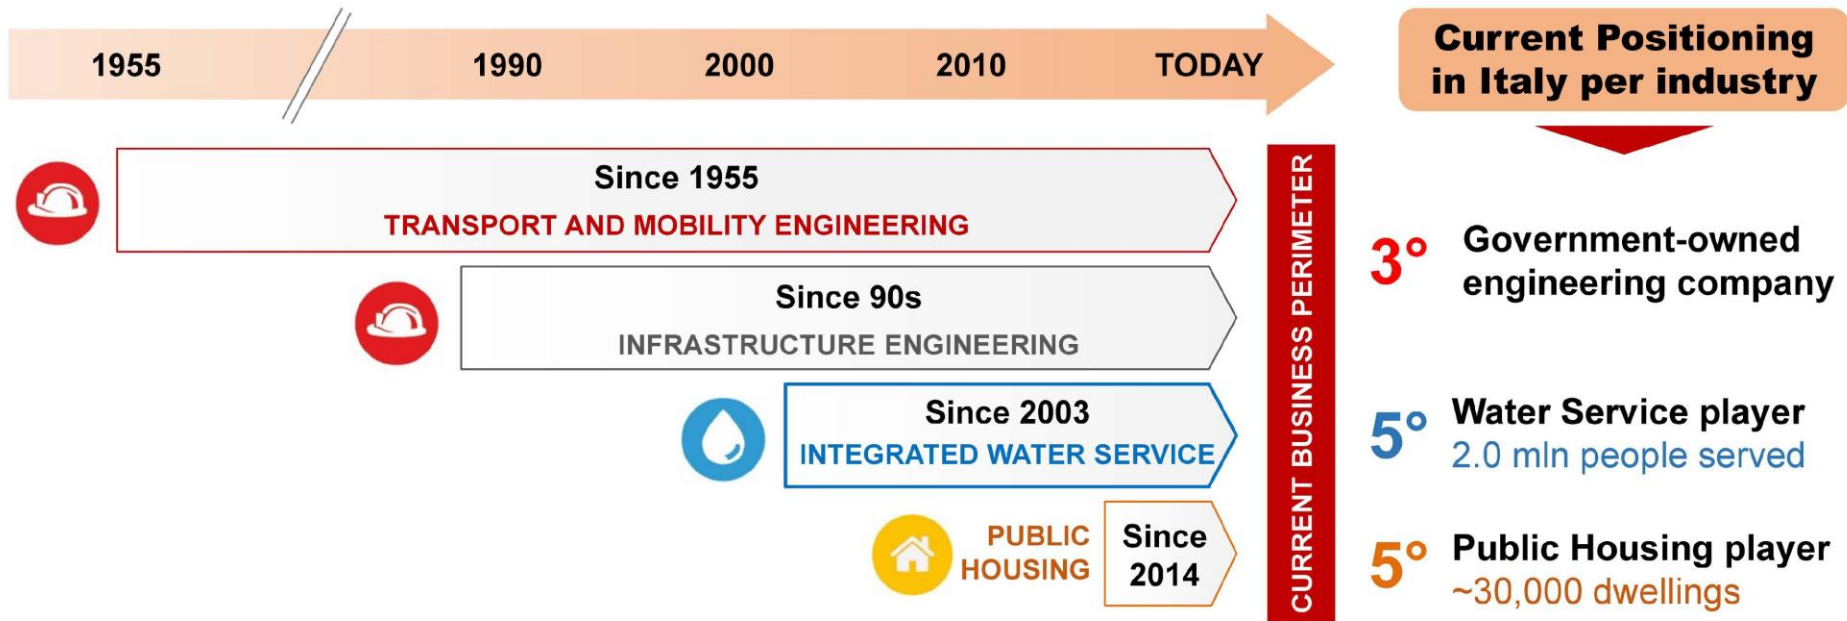 1955 1990 2000 2010 TODAY
Current Positioning
in Italy per industry
Since 1955
TRANSPORT AND MOBILITY ENGINEERING
Since 90s
INFRASTRUCTURE ENGINEERING
Since 2003
INTEGRATED WATER SERVICE
PUBLIC
HOUSING
Since
2014
CURRENT BUSINESS PERIMETER
3° Government-owned
engineering company
5° Water Service player
2.0 mln people served
5° Public Housing player
~30,000 dwellings